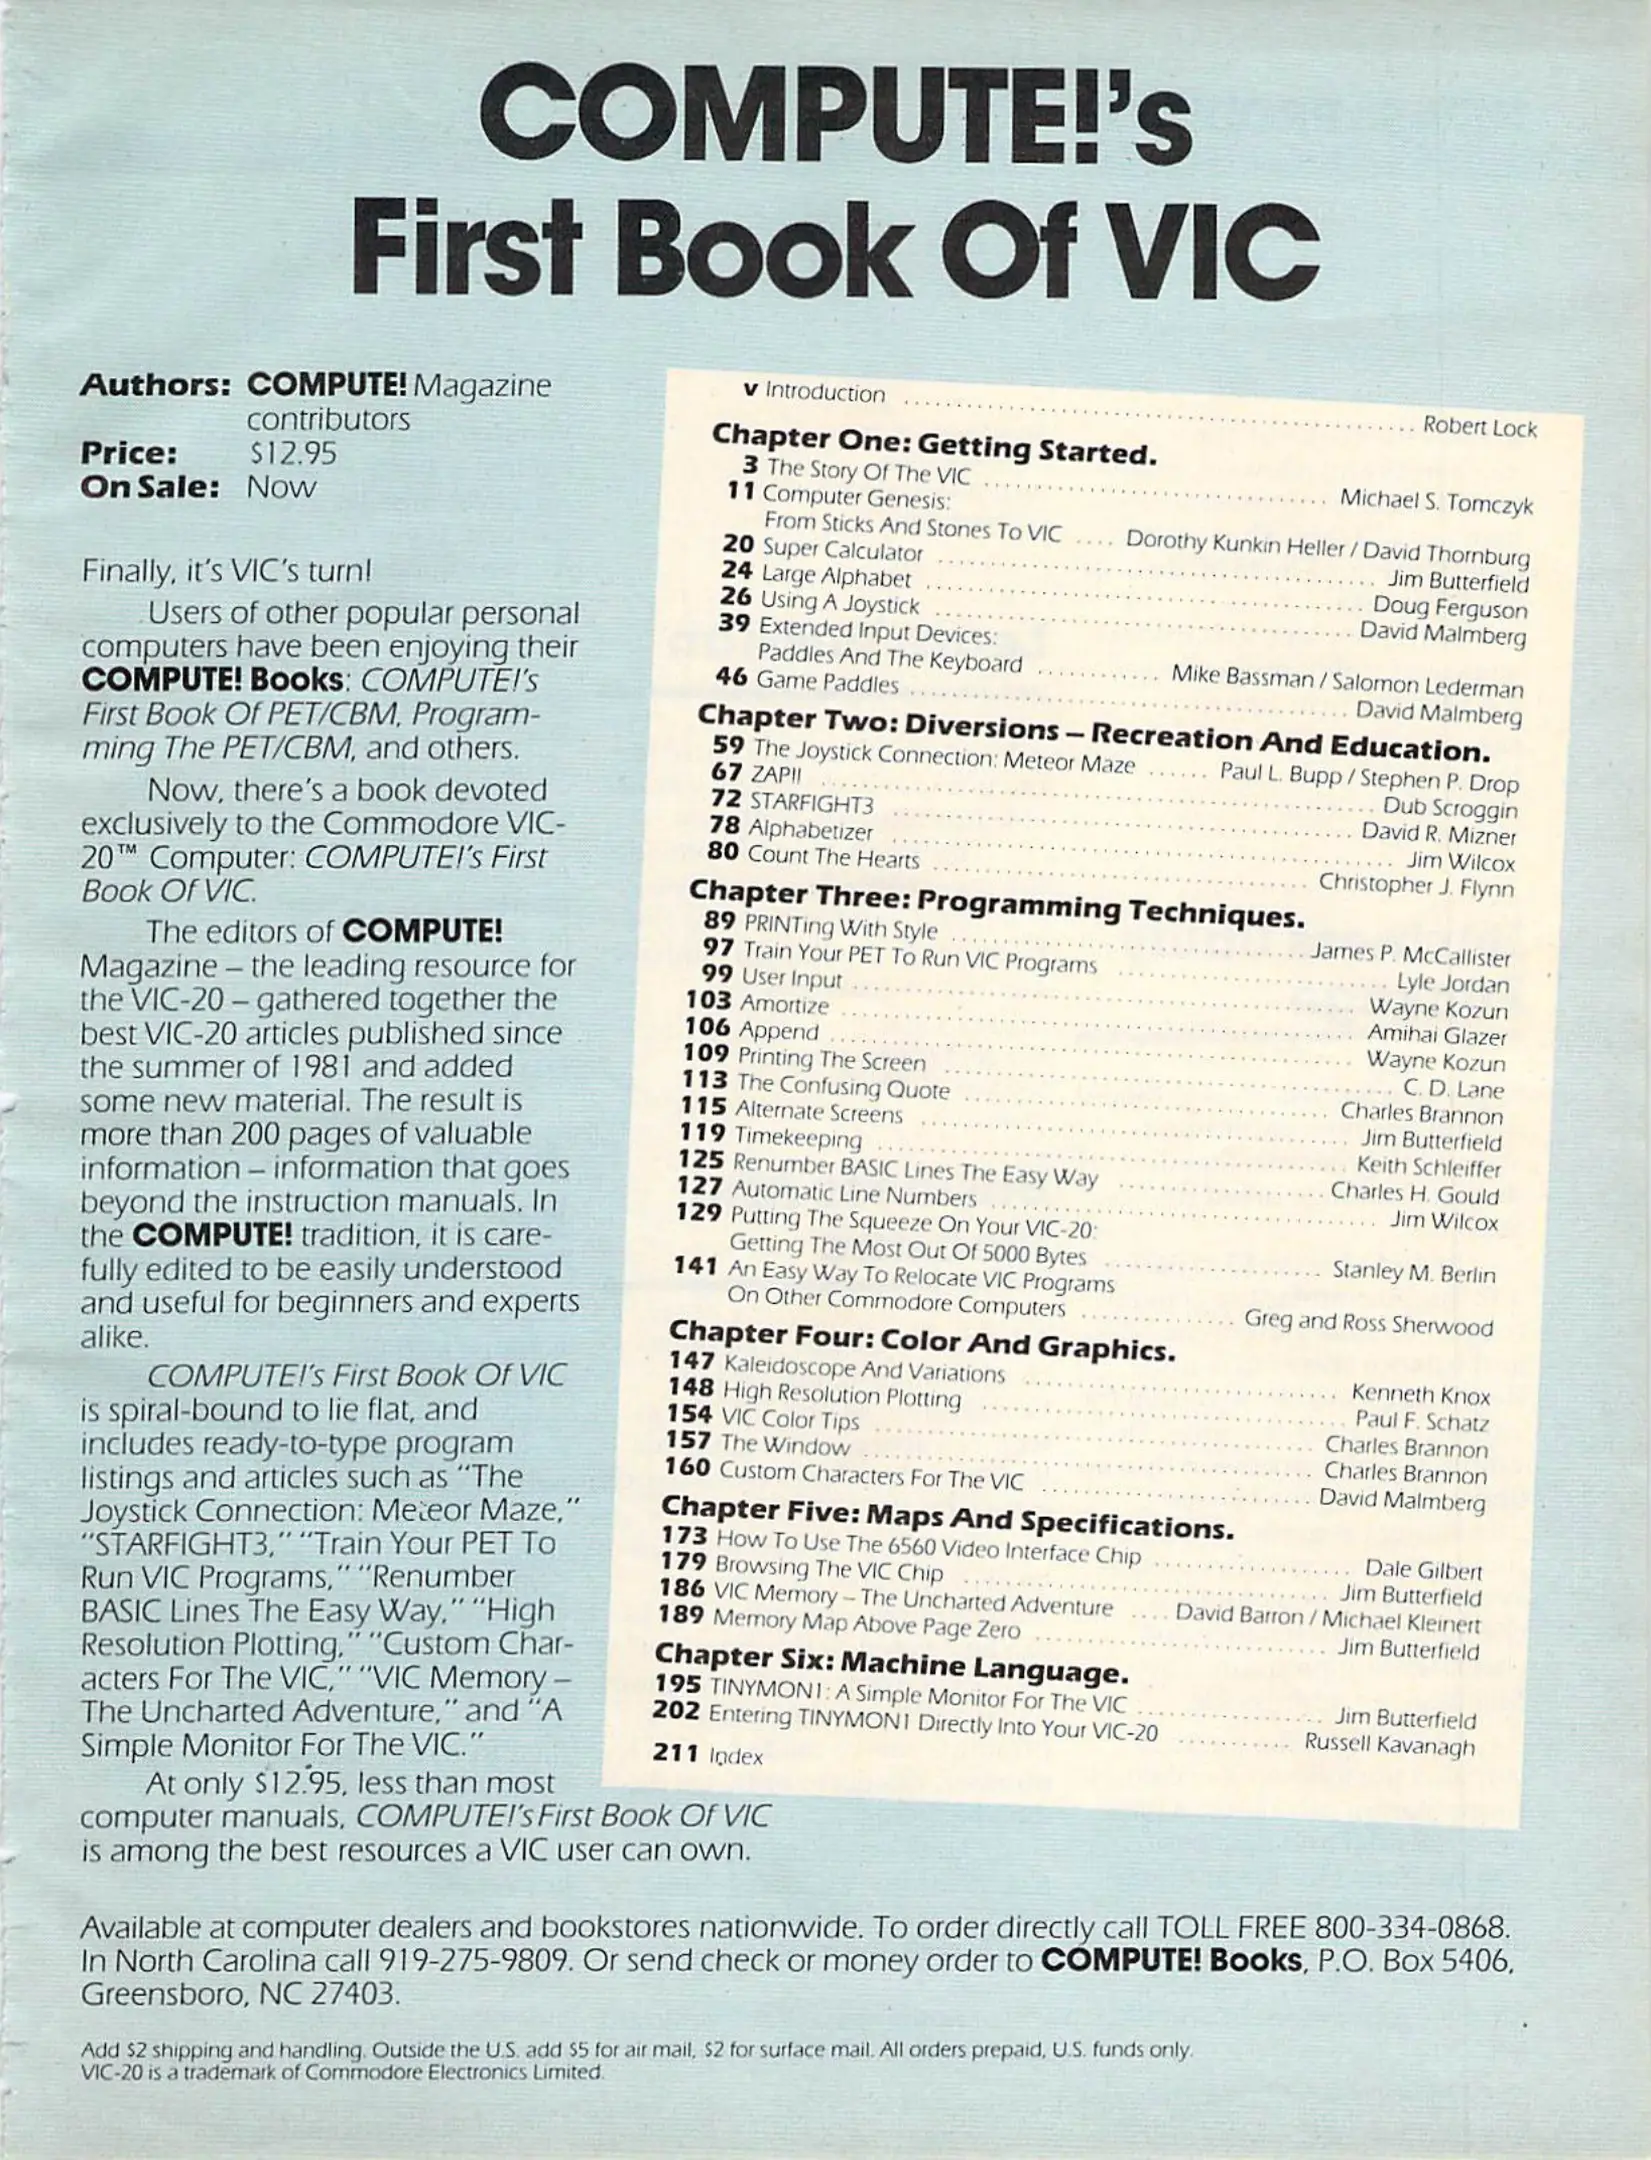 COMPUTE!'s
First Book Of VIC
Authors: COMPUTE! Magazine
contributors
Price: $12.95
On Sale: Now
Finally, it's VIC's turn!
Users of other popular personal
computers have been enjoying their
COMPUTE! Books: COMPUTE!'s
First Book Of PET/CBM, Program-
ming The PET/CBM, and others.
Now, there's a book devoted
exclusively to the Commodore VIC-
20™ Computer: COMPUTE!'s First
Book Of VIC.
The editors of COMPUTE!
Magazine – the leading resource for
the VIC-20 – gathered together the
best VIC-20 articles published since
the summer of 1981 and added
some new material. The result is
more than 200 pages of valuable
information – information that goes
beyond the instruction manuals. In
the COMPUTE! tradition, it is care-
fully edited to be easily understood
and useful for beginners and experts
alike.
COMPUTE!'s First Book Of VIC
is spiral-bound to lie flat, and
includes ready-to-type program
listings and articles such as "The
Joystick Connection: Meteor Maze,"
"STARFIGHT3," "Train Your PET To
Run VIC Programs," "Renumber
BASIC Lines The Easy Way," "High
Resolution Plotting," "Custom Char-
acters For The VIC," "VIC Memory –
The Uncharted Adventure," and "A
Simple Monitor For The VIC."
At only $12.95, less than most
computer manuals, COMPUTE!'s First Book Of VIC
is among the best resources a VIC user can own.
v Introduction ........ Robert Lock
Chapter One: Getting Started.
3 The Story Of The VIC ........ Michael S. Tomczyk
11 Computer Genesis:
From Sticks And Stones To VIC .... Dorothy Kunkin Heller / David Thornburg
20 Super Calculator ........ Jim Butterfield
24 Large Alphabet ........ Doug Ferguson
26 Using A Joystick ........ David Malmberg
39 Extended Input Devices:
Paddles And The Keyboard ........ Mike Bassman / Salomon Lederman
46 Game Paddles ........ David Malmberg
Chapter Two: Diversions – Recreation And Education.
59 The Joystick Connection: Meteor Maze ...... Paul L. Bupp / Stephen P. Drop
67 ZAP!! ........ Dub Scroggin
72 STARFIGHT3 ........ David R. Mizner
78 Alphabetizer ........ Jim Wilcox
80 Count The Hearts ........ Christopher J. Flynn
Chapter Three: Programming Techniques.
89 PRINTing With Style ........ James P. McCallister
97 Train Your PET To Run VIC Programs ........ Lyle Jordan
99 User Input ........ Wayne Kozun
103 Amortize ........ Amihai Glazer
106 Append ........ Wayne Kozun
109 Printing The Screen ........ C. D. Lane
113 The Confusing Quote ........ Charles Brannon
115 Alternate Screens ........ Jim Butterfield
119 Timekeeping ........ Keith Schleiffer
125 Renumber BASIC Lines The Easy Way ........ Charles H. Gould
127 Automatic Line Numbers ........ Jim Wilcox
129 Putting The Squeeze On Your VIC-20:
Getting The Most Out Of 5000 Bytes ........ Stanley M. Berlin
141 An Easy Way To Relocate VIC Programs
On Other Commodore Computers ........ Greg and Ross Sherwood
Chapter Four: Color And Graphics.
147 Kaleidoscope And Variations ........ Kenneth Knox
148 High Resolution Plotting ........ Paul F. Schatz
154 VIC Color Tips ........ Charles Brannon
157 The Window ........ Charles Brannon
160 Custom Characters For The VIC ........ David Malmberg
Chapter Five: Maps And Specifications.
173 How To Use The 6560 Video Interface Chip ........ Dale Gilbert
179 Browsing The VIC Chip ........ Jim Butterfield
186 VIC Memory – The Uncharted Adventure .... David Barron / Michael Kleinert
189 Memory Map Above Page Zero ........ Jim Butterfield
Chapter Six: Machine Language.
195 TINYMON1: A Simple Monitor For The VIC ........ Jim Butterfield
202 Entering TINYMON1 Directly Into Your VIC-20 ........ Russell Kavanagh
211 Index
Available at computer dealers and bookstores nationwide. To order directly call TOLL FREE 800-334-0868.
In North Carolina call 919-275-9809. Or send check or money order to COMPUTE! Books, P.O. Box 5406,
Greensboro, NC 27403.
Add $2 shipping and handling. Outside the U.S. add $5 for air mail, $2 for surface mail. All orders prepaid, U.S. funds only.
VIC-20 is a trademark of Commodore Electronics Limited.